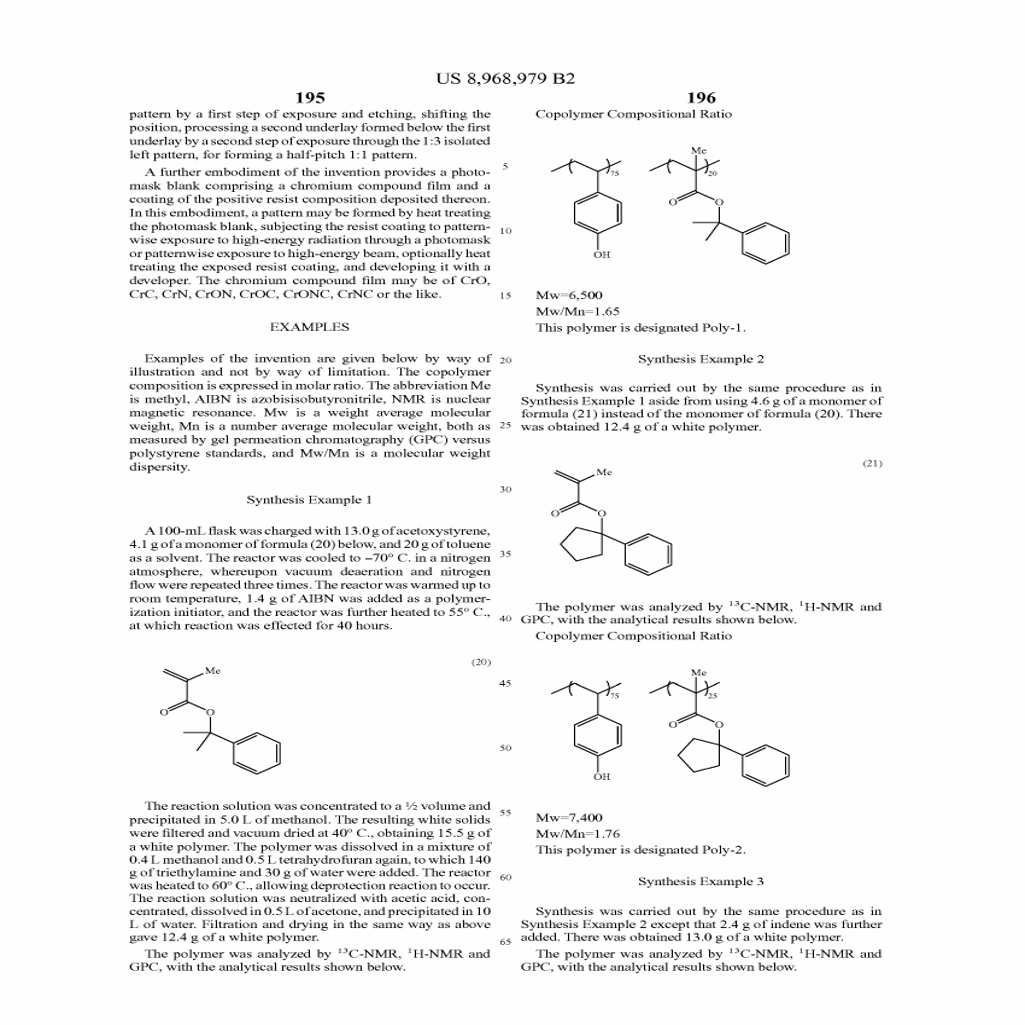 US 8,968,979 B2
195
pattern by a first step of exposure and etching, shifting the
position, processing a second underlay formed below the first
underlay by a second step of exposure through the 1:3 isolated
left pattern, for forming a half-pitch 1:1 pattern.
A further embodiment of the invention provides a photo-
mask blank comprising a chromium compound film and a
coating of the positive resist composition deposited thereon.
In this embodiment, a pattern may be formed by heat treating
the photomask blank, subjecting the resist coating to pattern-
wise exposure to high-energy radiation through a photomask
or patternwise exposure to high-energy beam, optionally heat
treating the exposed resist coating, and developing it with a
developer. The chromium compound film may be of CrO,
CrC, CrN, CrON, CrOC, CrONC, CrNC or the like.
EXAMPLES
Examples of the invention are given below by way of
illustration and not by way of limitation. The copolymer
composition is expressed in molar ratio. The abbreviation Me
is methyl, AIBN is azobisisobutyronitrile, NMR is nuclear
magnetic resonance. Mw is a weight average molecular
weight, Mn is a number average molecular weight, both as
measured by gel permeation chromatography (GPC) versus
polystyrene standards, and Mw/Mn is a molecular weight
dispersity.
Synthesis Example 1
A 100-mL flask was charged with 13.0 g of acetoxystyrene,
4.1 g of a monomer of formula (20) below, and 20 g of toluene
as a solvent. The reactor was cooled to −70° C. in a nitrogen
atmosphere, whereupon vacuum deaeration and nitrogen
flow were repeated three times. The reactor was warmed up to
room temperature, 1.4 g of AIBN was added as a polymer-
ization initiator, and the reactor was further heated to 55° C.,
at which reaction was effected for 40 hours.
(20)
Me
O
O
The reaction solution was concentrated to a ½ volume and
precipitated in 5.0 L of methanol. The resulting white solids
were filtered and vacuum dried at 40° C., obtaining 15.5 g of
a white polymer. The polymer was dissolved in a mixture of
0.4 L methanol and 0.5 L tetrahydrofuran again, to which 140
g of triethylamine and 30 g of water were added. The reactor
was heated to 60° C., allowing deprotection reaction to occur.
The reaction solution was neutralized with acetic acid, con-
centrated, dissolved in 0.5 L of acetone, and precipitated in 10
L of water. Filtration and drying in the same way as above
gave 12.4 g of a white polymer.
The polymer was analyzed by ¹³C-NMR, ¹H-NMR and
GPC, with the analytical results shown below.
5
10
15
20
25
30
35
40
45
50
55
60
65
196
Copolymer Compositional Ratio
Me
75
20
O
O
OH
Mw=6,500
Mw/Mn=1.65
This polymer is designated Poly-1.
Synthesis Example 2
Synthesis was carried out by the same procedure as in
Synthesis Example 1 aside from using 4.6 g of a monomer of
formula (21) instead of the monomer of formula (20). There
was obtained 12.4 g of a white polymer.
(21)
Me
O
O
The polymer was analyzed by ¹³C-NMR, ¹H-NMR and
GPC, with the analytical results shown below.
Copolymer Compositional Ratio
Me
75
25
O
O
OH
Mw=7,400
Mw/Mn=1.76
This polymer is designated Poly-2.
Synthesis Example 3
Synthesis was carried out by the same procedure as in
Synthesis Example 2 except that 2.4 g of indene was further
added. There was obtained 13.0 g of a white polymer.
The polymer was analyzed by ¹³C-NMR, ¹H-NMR and
GPC, with the analytical results shown below.